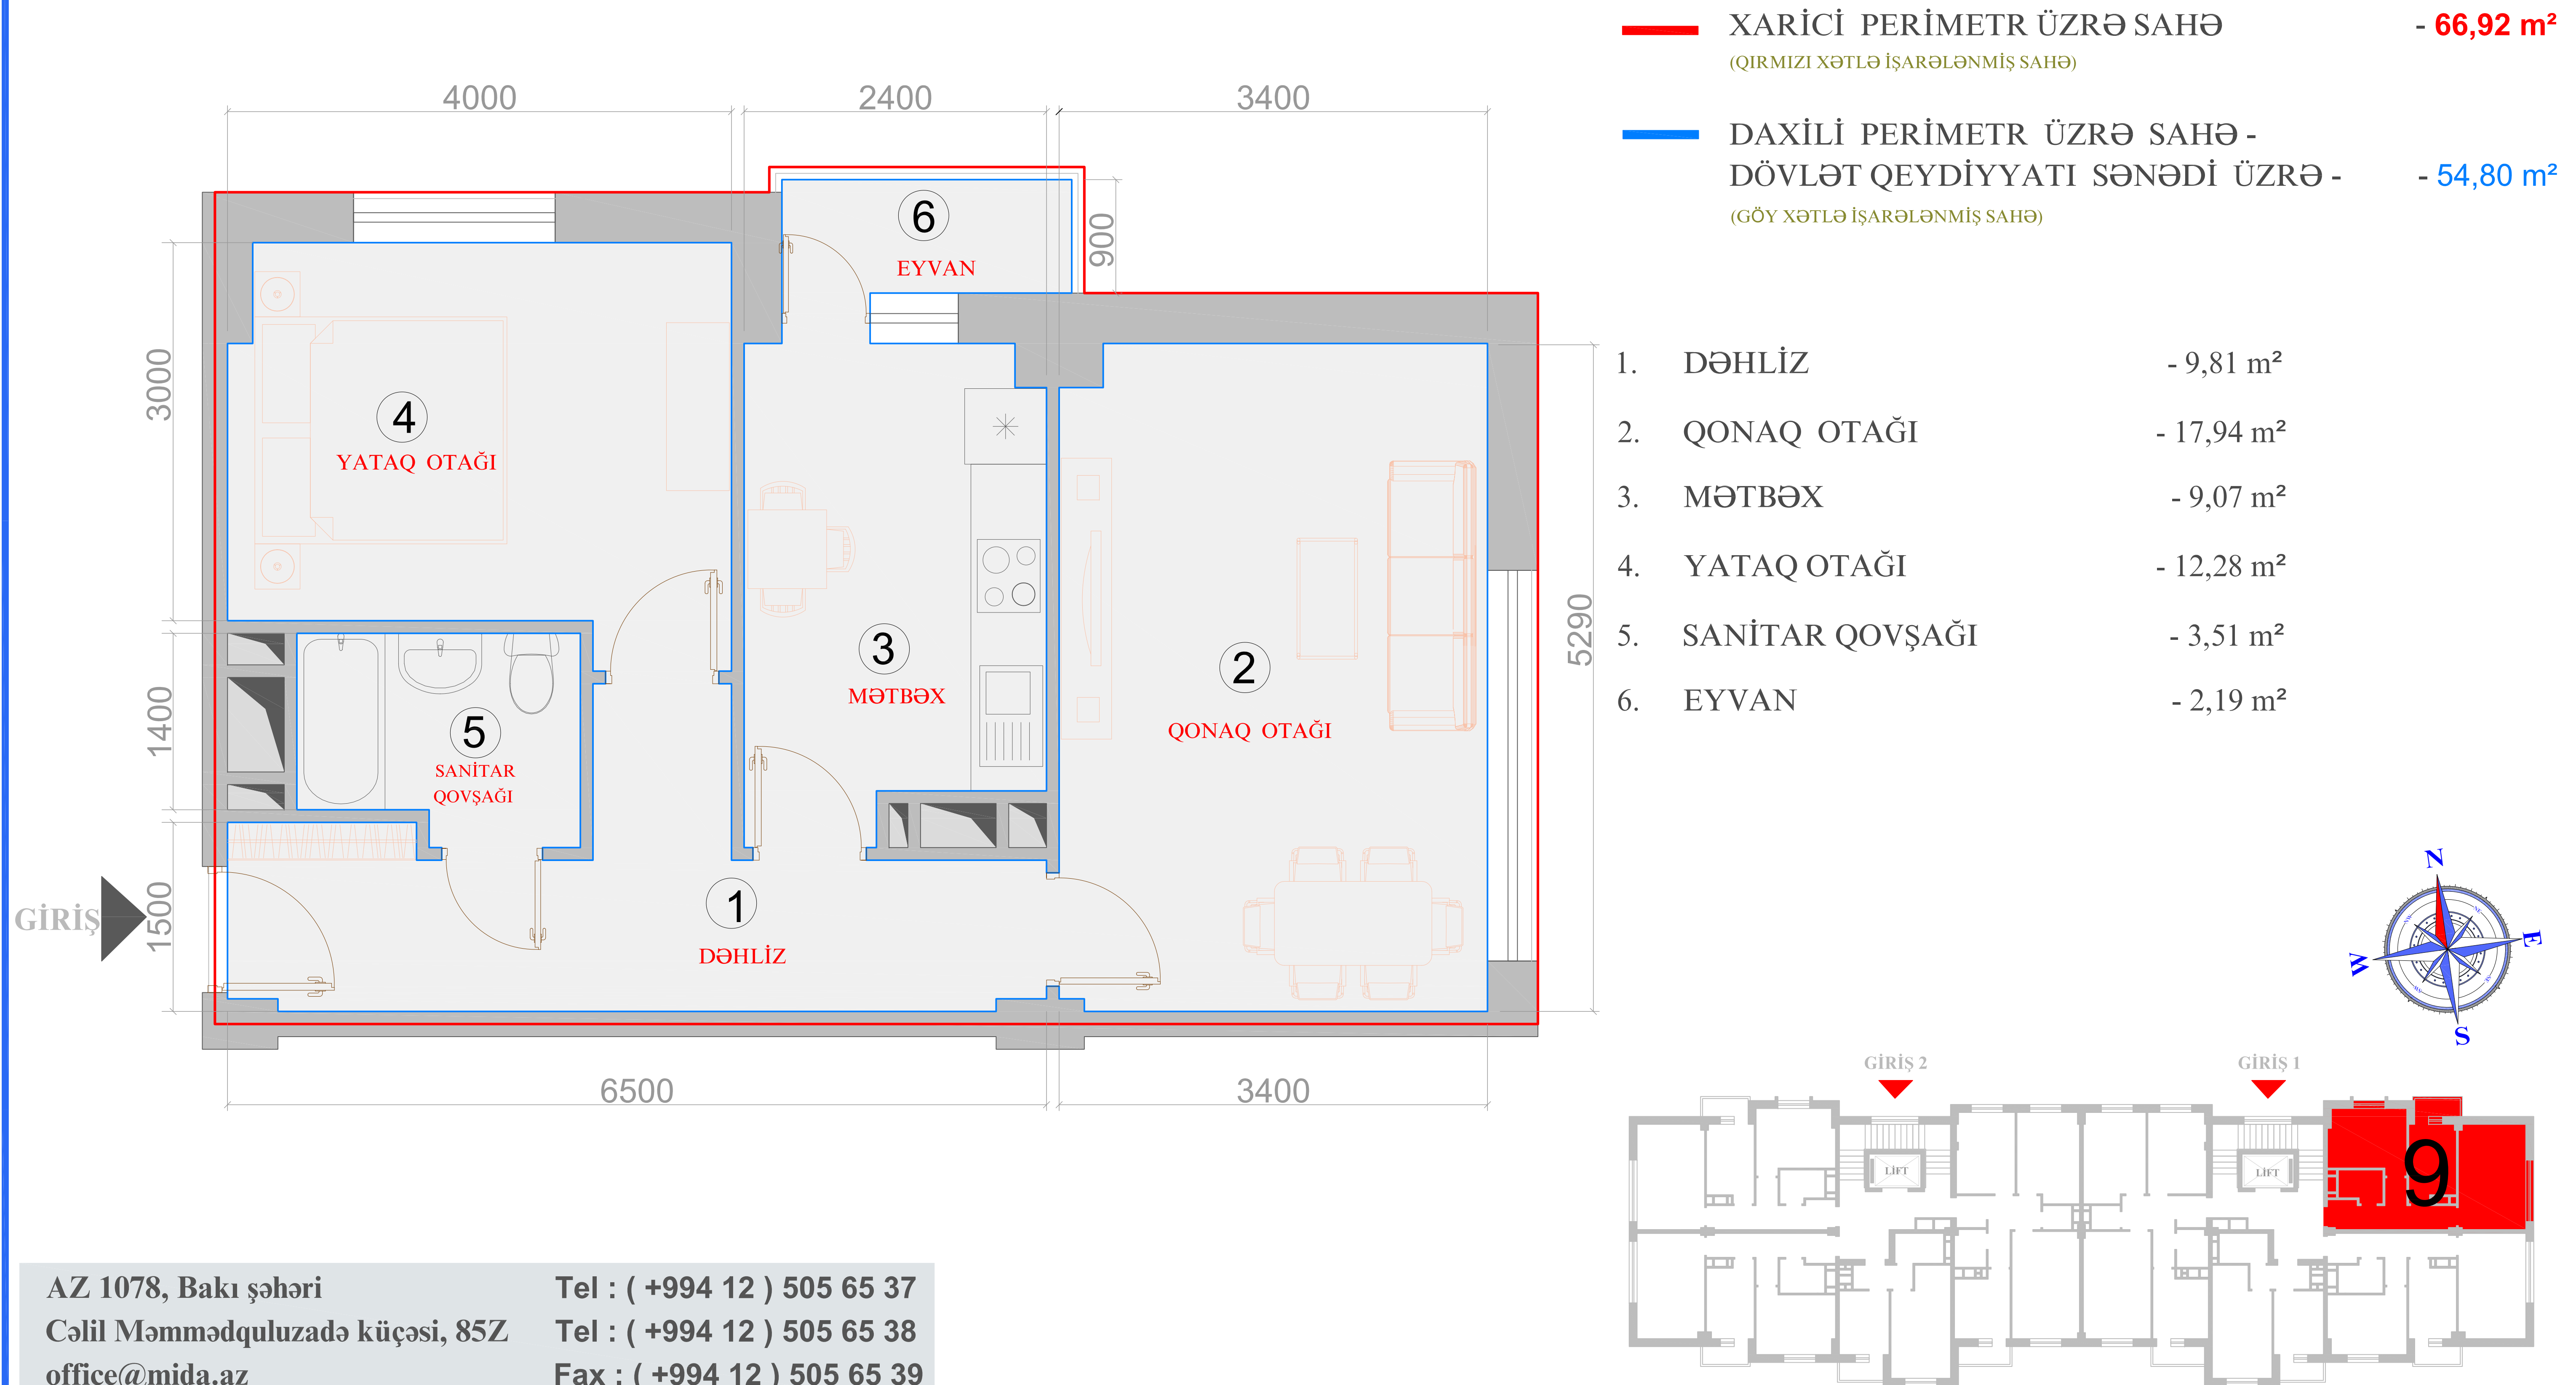 XARİCİ PERİMETR ÜZRƏ SAHƏ - 66,92 m²
(QIRMIZI XƏTLƏ İŞARƏLƏNMİŞ SAHƏ)
DAXİLİ PERİMETR ÜZRƏ SAHƏ -
DÖVLƏT QEYDİYYATI SƏNƏDİ ÜZRƏ - - 54,80 m²
(GÖY XƏTLƏ İŞARƏLƏNMİŞ SAHƏ)
4000
2400
3400
900
3000
1400
1500
5290
6500
3400
6
EYVAN
4
YATAQ OTAĞI
3
MƏTBƏX
2
QONAQ OTAĞI
5
SANİTAR
QOVŞAĞI
1
DƏHLİZ
GİRİŞ
1. DƏHLİZ - 9,81 m²
2. QONAQ OTAĞI - 17,94 m²
3. MƏTBƏX - 9,07 m²
4. YATAQ OTAĞI - 12,28 m²
5. SANİTAR QOVŞAĞI - 3,51 m²
6. EYVAN - 2,19 m²
N
E
W
S
GİRİŞ 2
GİRİŞ 1
LİFT
LİFT
9
AZ 1078, Bakı şəhəri
Cəlil Məmmədquluzadə küçəsi, 85Z
office@mida.az
Tel : ( +994 12 ) 505 65 37
Tel : ( +994 12 ) 505 65 38
Fax : ( +994 12 ) 505 65 39